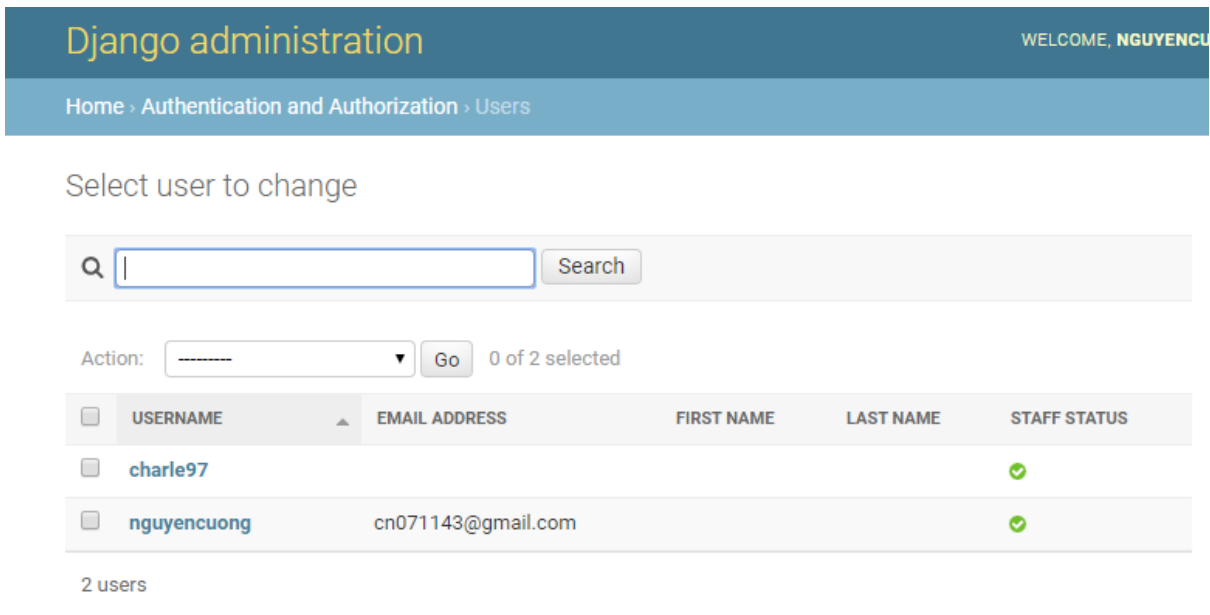 Django administration
WELCOME, NGUYENCU
Home › Authentication and Authorization › Users
Select user to change
Search
Action: --------- Go 0 of 2 selected
USERNAME EMAIL ADDRESS FIRST NAME LAST NAME STAFF STATUS
charle97
nguyencuong cn071143@gmail.com
2 users